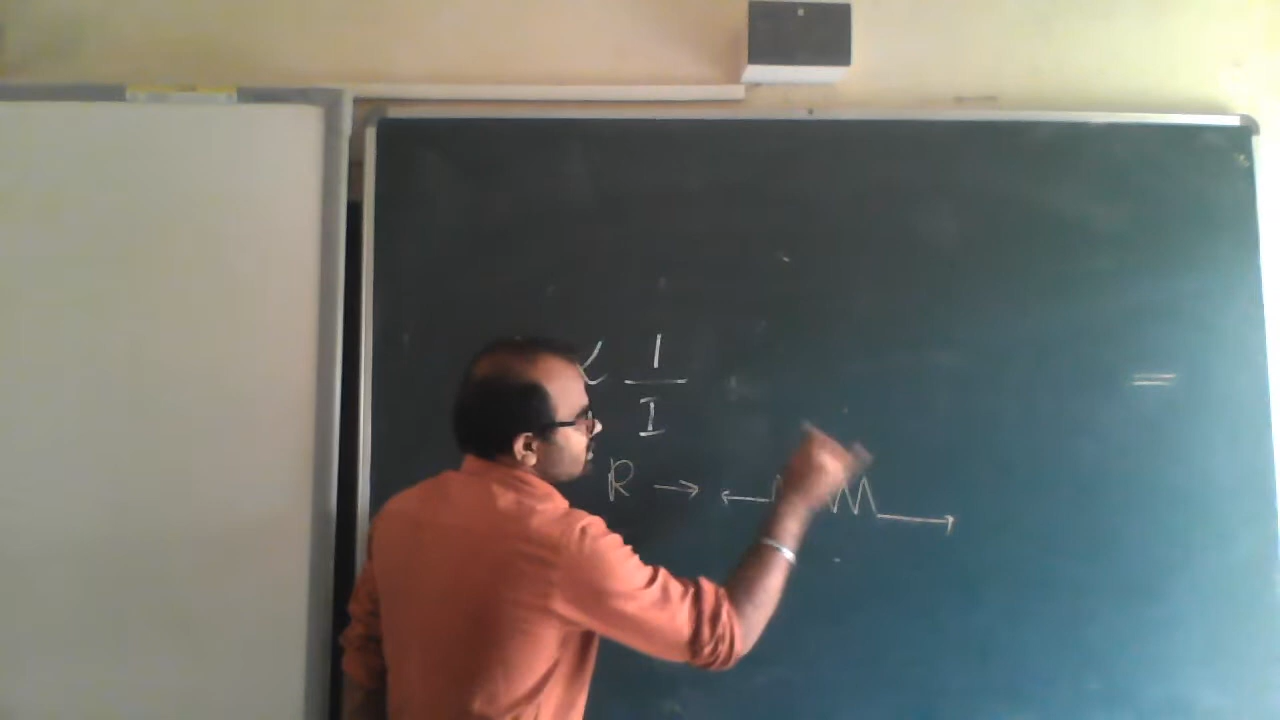 1
I
R →
=